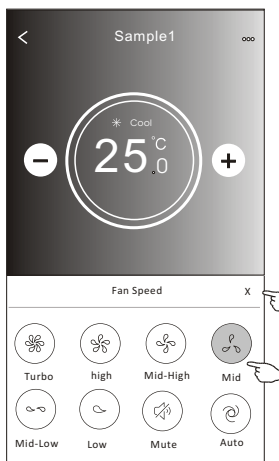 Sample1
Cool
25.0°C
Fan Speed X
Turbo high Mid-High Mid
Mid-Low Low Mute Auto